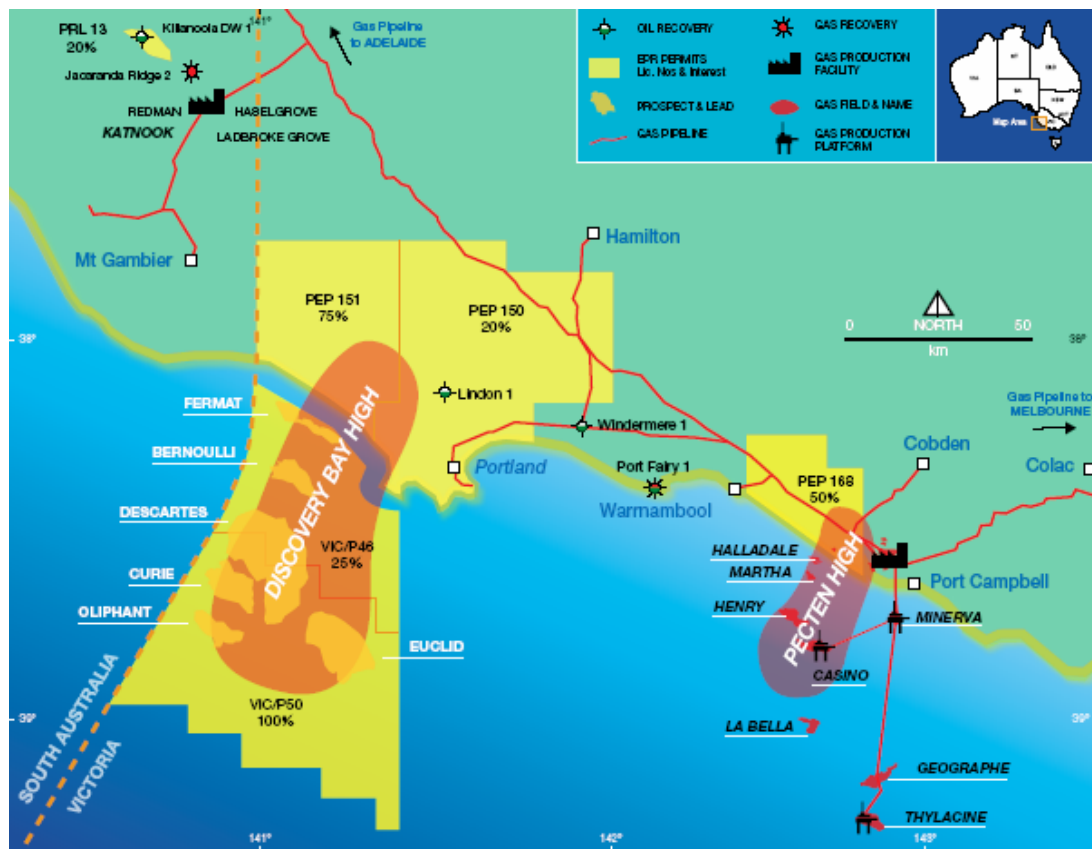 PRL 13
20%
Killanoola DW 1
141°
Gas Pipeline
to ADELAIDE
Jacaranda Ridge 2
REDMAN
HASELGROVE
KATNOOK
LADBROKE GROVE
OIL RECOVERY
GAS RECOVERY
EPR PERMITS
Lic. Nos & Interest
GAS PRODUCTION
FACILITY
PROSPECT & LEAD
GAS FIELD & NAME
GAS PIPELINE
GAS PRODUCTION
PLATFORM
Map Area
Mt Gambier
Hamilton
PEP 151
75%
PEP 150
20%
0
NORTH
50
km
38°
38°
Lindon 1
FERMAT
Gas Pipeline to
MELBOURNE
BERNOULLI
Windermere 1
Portland
Port Fairy 1
Warrnambool
Cobden
Colac
PEP 168
50%
DISCOVERY BAY HIGH
DESCARTES
VIC/P46
25%
HALLADALE
MARTHA
PECTEN HIGH
Port Campbell
CURIE
OLIPHANT
HENRY
MINERVA
EUCLID
CASINO
VIC/P50
100%
39°
39°
LA BELLA
SOUTH AUSTRALIA
VICTORIA
GEOGRAPHE
THYLACINE
141°
142°
143°